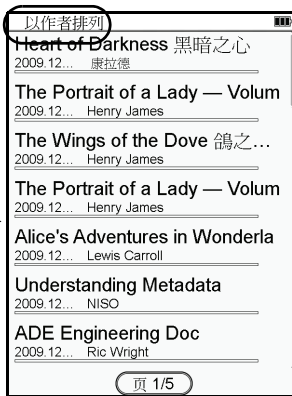 以作者排列
Heart of Darkness 黑暗之心
2009.12... 康拉德
The Portrait of a Lady — Volum
2009.12... Henry James
The Wings of the Dove 鴿之...
2009.12... Henry James
The Portrait of a Lady — Volum
2009.12... Henry James
Alice's Adventures in Wonderla
2009.12... Lewis Carroll
Understanding Metadata
2009.12... NISO
ADE Engineering Doc
2009.12... Ric Wright
页 1/5